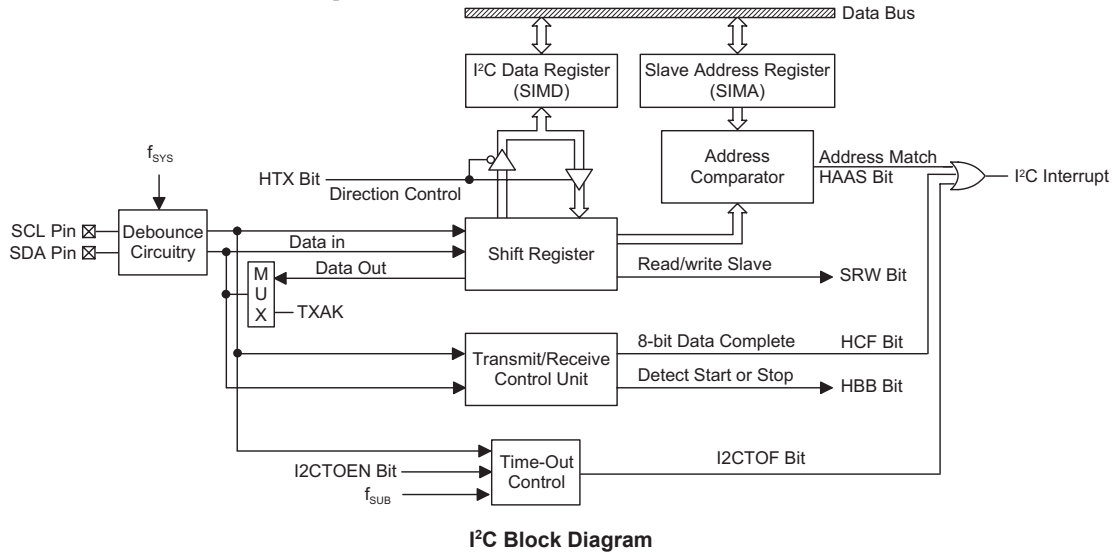 Data Bus
I²C Data Register
(SIMD)
Slave Address Register
(SIMA)
fSYS
HTX Bit
Direction Control
Address
Comparator
Address Match
HAAS Bit
I²C Interrupt
SCL Pin
SDA Pin
Debounce
Circuitry
Data in
Shift Register
Data Out
M
U
X
TXAK
Read/write Slave
SRW Bit
Transmit/Receive
Control Unit
8-bit Data Complete
HCF Bit
Detect Start or Stop
HBB Bit
I2CTOEN Bit
fSUB
Time-Out
Control
I2CTOF Bit
I²C Block Diagram